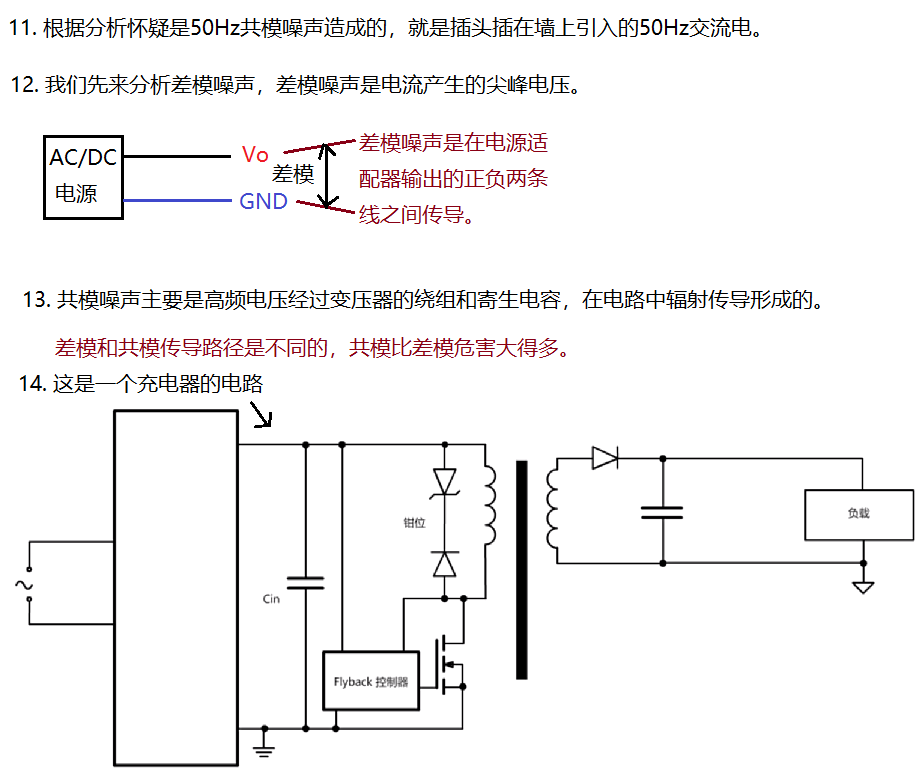 11. 根据分析怀疑是50Hz共模噪声造成的，就是插头插在墙上引入的50Hz交流电。
12. 我们先来分析差模噪声，差模噪声是电流产生的尖峰电压。
AC/DC
电源
Vo
差模
GND
差模噪声是在电源适
配器输出的正负两条
线之间传导。
13. 共模噪声主要是高频电压经过变压器的绕组和寄生电容，在电路中辐射传导形成的。
差模和共模传导路径是不同的，共模比差模危害大得多。
14. 这是一个充电器的电路
钳位
负载
Cin
Flyback 控制器